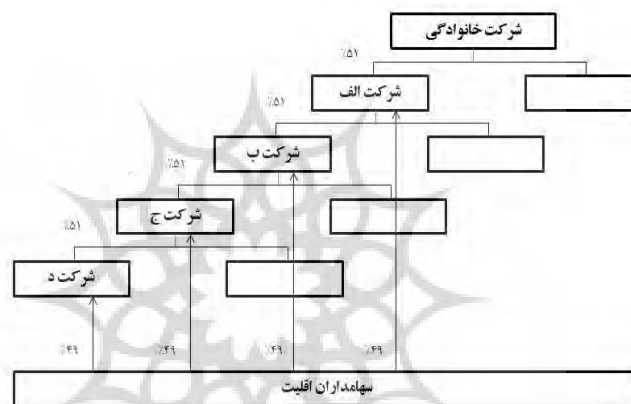 شرکت خانوادگی
٪۵۱
شرکت الف
٪۵۱
شرکت ب
٪۵۱
شرکت ج
٪۵۱
شرکت د
٪۴۹
٪۴۹
٪۴۹
٪۴۹
سهامداران اقلیت